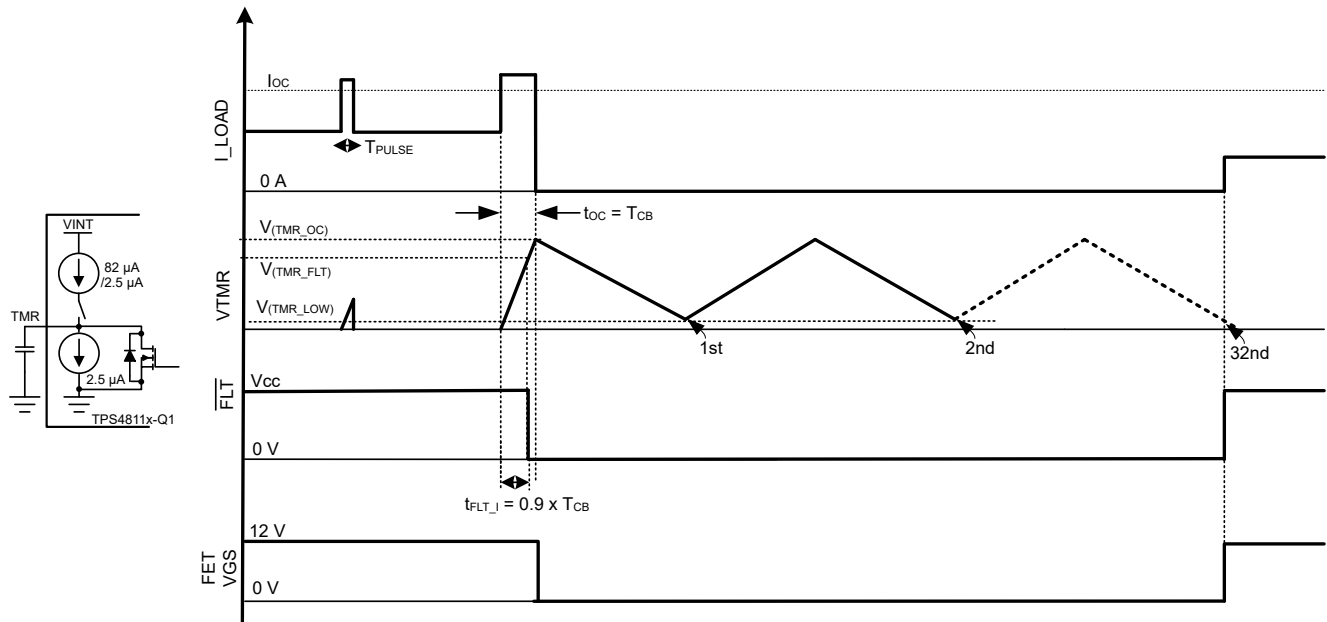 VINT
82 µA
/2.5 µA
TMR
2.5 µA
TPS4811x-Q1
I_LOAD
IOC
TPULSE
0 A
tOC = TCB
VTMR
V(TMR_OC)
V(TMR_FLT)
V(TMR_LOW)
1st
2nd
32nd
FLT
Vcc
0 V
tFLT_I = 0.9 x TCB
FET
VGS
12 V
0 V